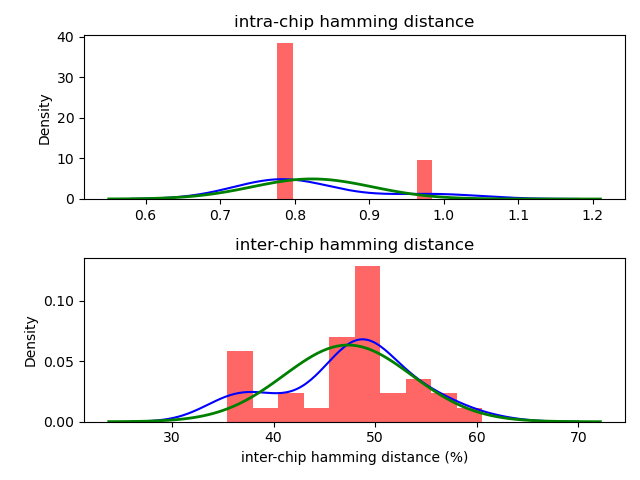 intra-chip hamming distance
40
30
20
10
0
Density
0.6 0.7 0.8 0.9 1.0 1.1 1.2
inter-chip hamming distance
0.10
0.05
0.00
Density
30 40 50 60 70
inter-chip hamming distance (%)